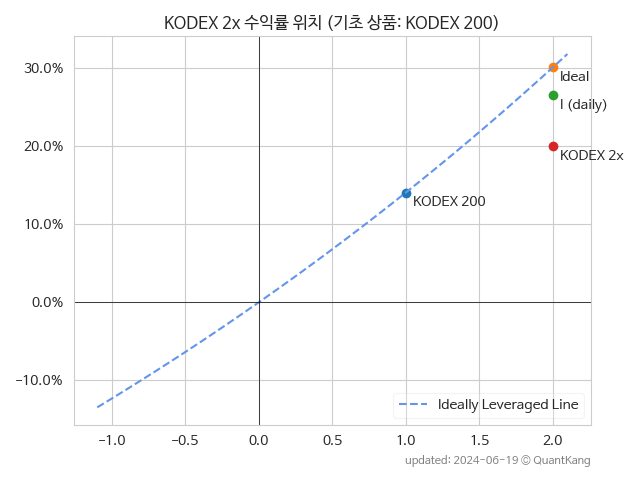 KODEX 2x 수익률 위치 (기초 상품: KODEX 200)
30.0%
20.0%
10.0%
0.0%
−10.0%
Ideal
I (daily)
KODEX 2x
KODEX 200
Ideally Leveraged Line
−1.0 −0.5 0.0 0.5 1.0 1.5 2.0
updated: 2024-06-19 © QuantKang